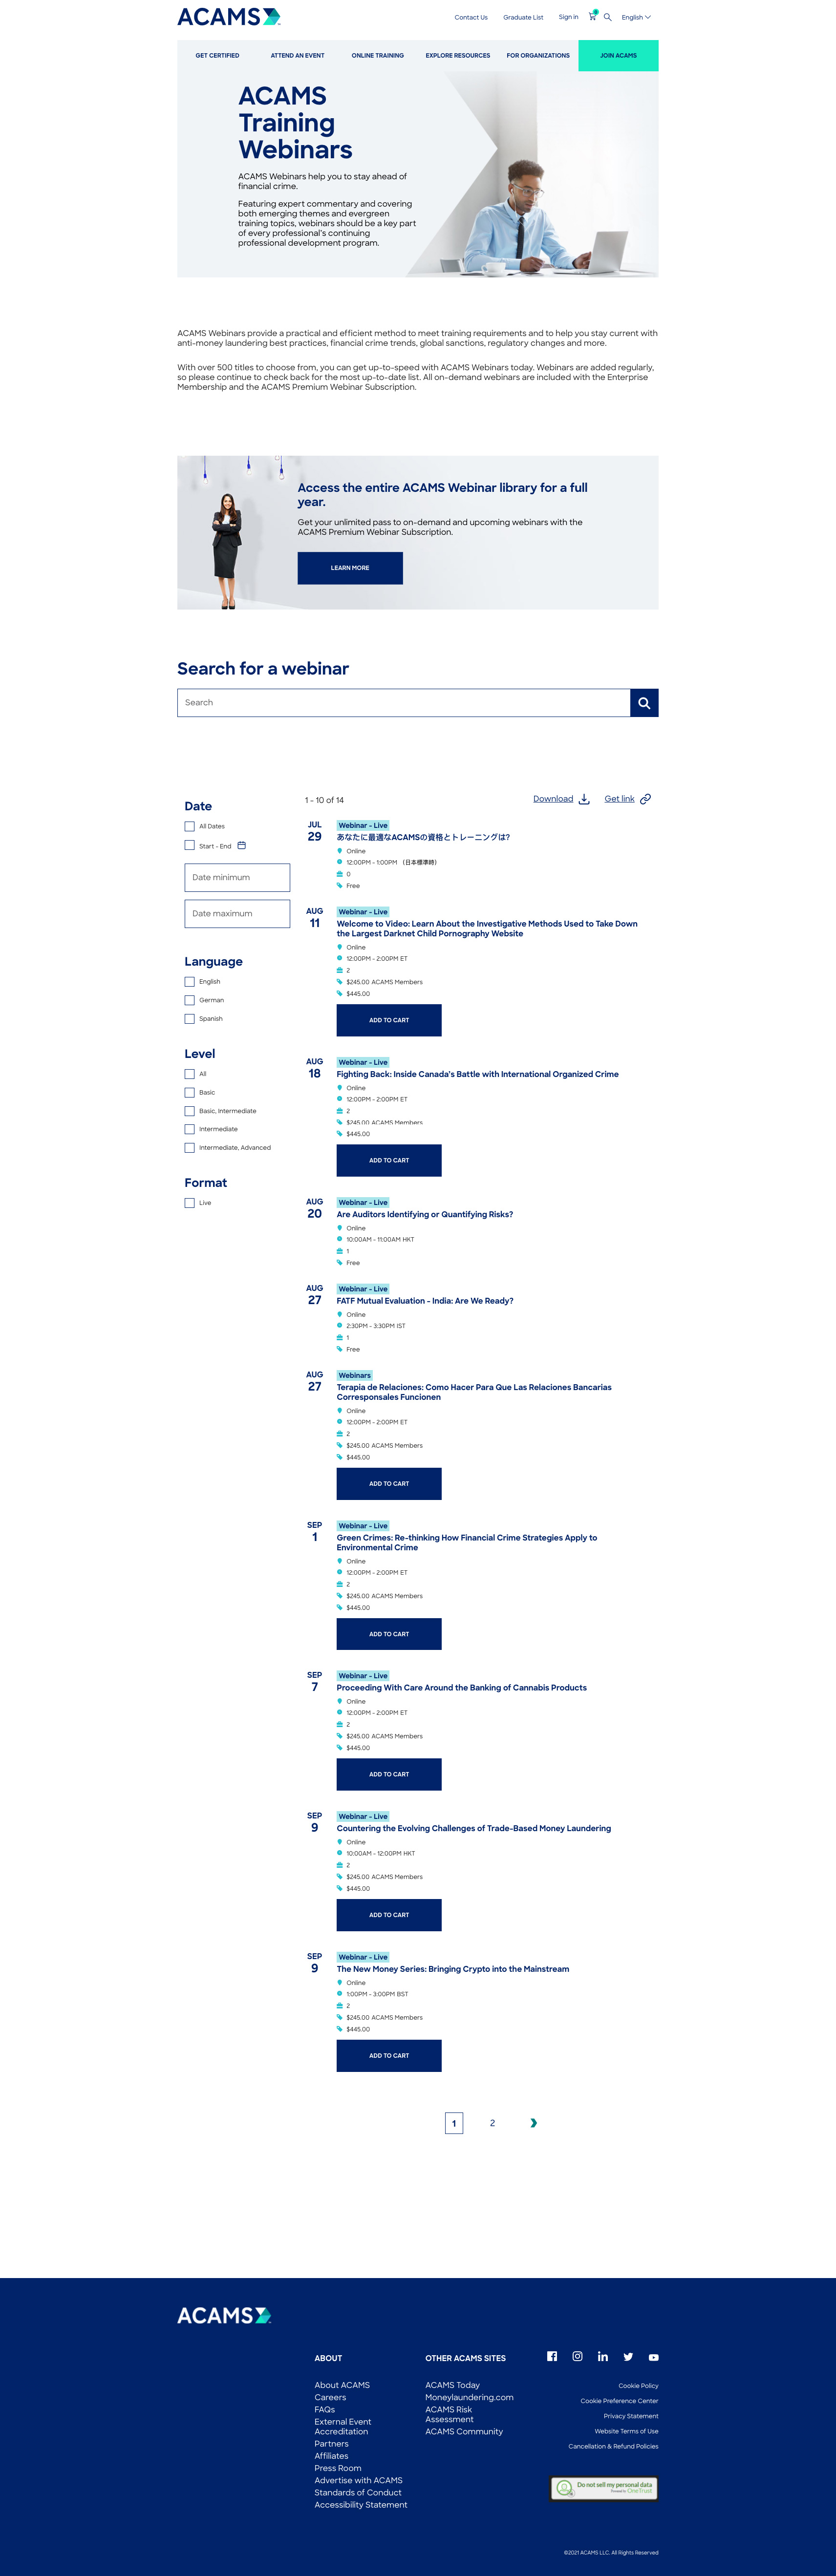 ACAMS
Contact Us
Graduate List
Sign in
English
GET CERTIFIED
ATTEND AN EVENT
ONLINE TRAINING
EXPLORE RESOURCES
FOR ORGANIZATIONS
JOIN ACAMS
ACAMS
Training
Webinars
ACAMS Webinars help you to stay ahead of
financial crime.
Featuring expert commentary and covering
both emerging themes and evergreen
training topics, webinars should be a key part
of every professional's continuing
professional development program.
ACAMS Webinars provide a practical and efficient method to meet training requirements and to help you stay current with
anti-money laundering best practices, financial crime trends, global sanctions, regulatory changes and more.
With over 500 titles to choose from, you can get up-to-speed with ACAMS Webinars today. Webinars are added regularly,
so please continue to check back for the most up-to-date list. All on-demand webinars are included with the Enterprise
Membership and the ACAMS Premium Webinar Subscription.
Access the entire ACAMS Webinar library for a full
year.
Get your unlimited pass to on-demand and upcoming webinars with the
ACAMS Premium Webinar Subscription.
LEARN MORE
Search for a webinar
Search
Date
All Dates
Start - End
Date minimum
Date maximum
Language
English
German
Spanish
Level
All
Basic
Basic, Intermediate
Intermediate
Intermediate, Advanced
Format
Live
1 - 10 of 14
Download
Get link
JUL
29
Webinar - Live
あなたに最適なACAMSの資格とトレーニングは?
Online
12:00PM - 1:00PM （日本標準時）
0
Free
AUG
11
Webinar - Live
Welcome to Video: Learn About the Investigative Methods Used to Take Down
the Largest Darknet Child Pornography Website
Online
12:00PM - 2:00PM ET
2
$245.00 ACAMS Members
$445.00
ADD TO CART
AUG
18
Webinar - Live
Fighting Back: Inside Canada's Battle with International Organized Crime
Online
12:00PM - 2:00PM ET
2
$245.00 ACAMS Members
$445.00
ADD TO CART
AUG
20
Webinar - Live
Are Auditors Identifying or Quantifying Risks?
Online
10:00AM - 11:00AM HKT
1
Free
AUG
27
Webinar - Live
FATF Mutual Evaluation - India: Are We Ready?
Online
2:30PM - 3:30PM IST
1
Free
AUG
27
Webinars
Terapia de Relaciones: Como Hacer Para Que Las Relaciones Bancarias
Corresponsales Funcionen
Online
12:00PM - 2:00PM ET
2
$245.00 ACAMS Members
$445.00
ADD TO CART
SEP
1
Webinar - Live
Green Crimes: Re-thinking How Financial Crime Strategies Apply to
Environmental Crime
Online
12:00PM - 2:00PM ET
2
$245.00 ACAMS Members
$445.00
ADD TO CART
SEP
7
Webinar - Live
Proceeding With Care Around the Banking of Cannabis Products
Online
12:00PM - 2:00PM ET
2
$245.00 ACAMS Members
$445.00
ADD TO CART
SEP
9
Webinar - Live
Countering the Evolving Challenges of Trade-Based Money Laundering
Online
10:00AM - 12:00PM HKT
2
$245.00 ACAMS Members
$445.00
ADD TO CART
SEP
9
Webinar - Live
The New Money Series: Bringing Crypto into the Mainstream
Online
1:00PM - 3:00PM BST
2
$245.00 ACAMS Members
$445.00
ADD TO CART
1
2
ACAMS
ABOUT
About ACAMS
Careers
FAQs
External Event
Accreditation
Partners
Affiliates
Press Room
Advertise with ACAMS
Standards of Conduct
Accessibility Statement
OTHER ACAMS SITES
ACAMS Today
Moneylaundering.com
ACAMS Risk
Assessment
ACAMS Community
Cookie Policy
Cookie Preference Center
Privacy Statement
Website Terms of Use
Cancellation & Refund Policies
Do not sell my personal data
Powered by OneTrust
©2021 ACAMS LLC. All Rights Reserved